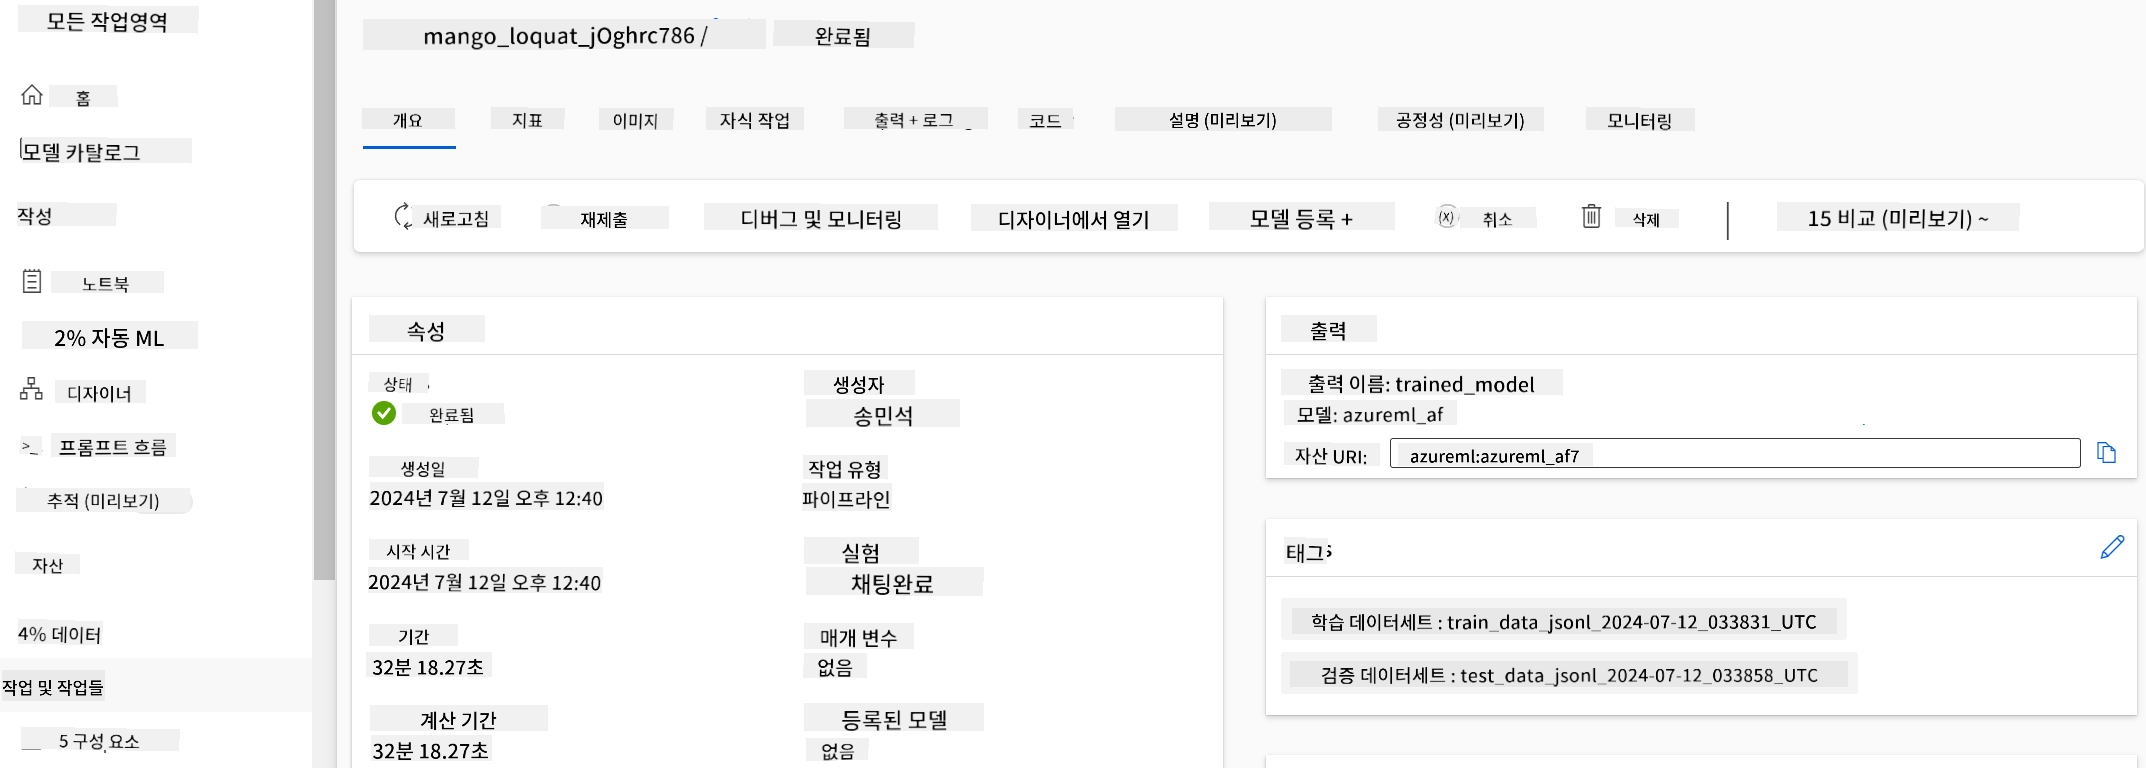 모든 작업영역
홈
모델 카탈로그
작성
노트북
2% 자동 ML
디자이너
>_ 프롬프트 흐름
추적 (미리보기)
자산
4% 데이터
작업 및 작업들
5 구성 요소
mango_loquat_jOghrc786 / 완료됨
개요 지표 이미지 자식 작업 출력 + 로그 코드 설명 (미리보기) 공정성 (미리보기) 모니터링
새로고침 재제출 디버그 및 모니터링 디자이너에서 열기 모델 등록 + (x) 취소 삭제 15 비교 (미리보기) ~
속성
상태
완료됨
생성일
2024년 7월 12일 오후 12:40
시작 시간
2024년 7월 12일 오후 12:40
기간
32분 18.27초
계산 기간
32분 18.27초
생성자
송민석
작업 유형
파이프라인
실험
채팅완료
매개 변수
없음
등록된 모델
없음
출력
출력 이름: trained_model
모델: azureml_af
자산 URI: azureml:azureml_af7
태그s
학습 데이터세트 : train_data_jsonl_2024-07-12_033831_UTC
검증 데이터세트 : test_data_jsonl_2024-07-12_033858_UTC